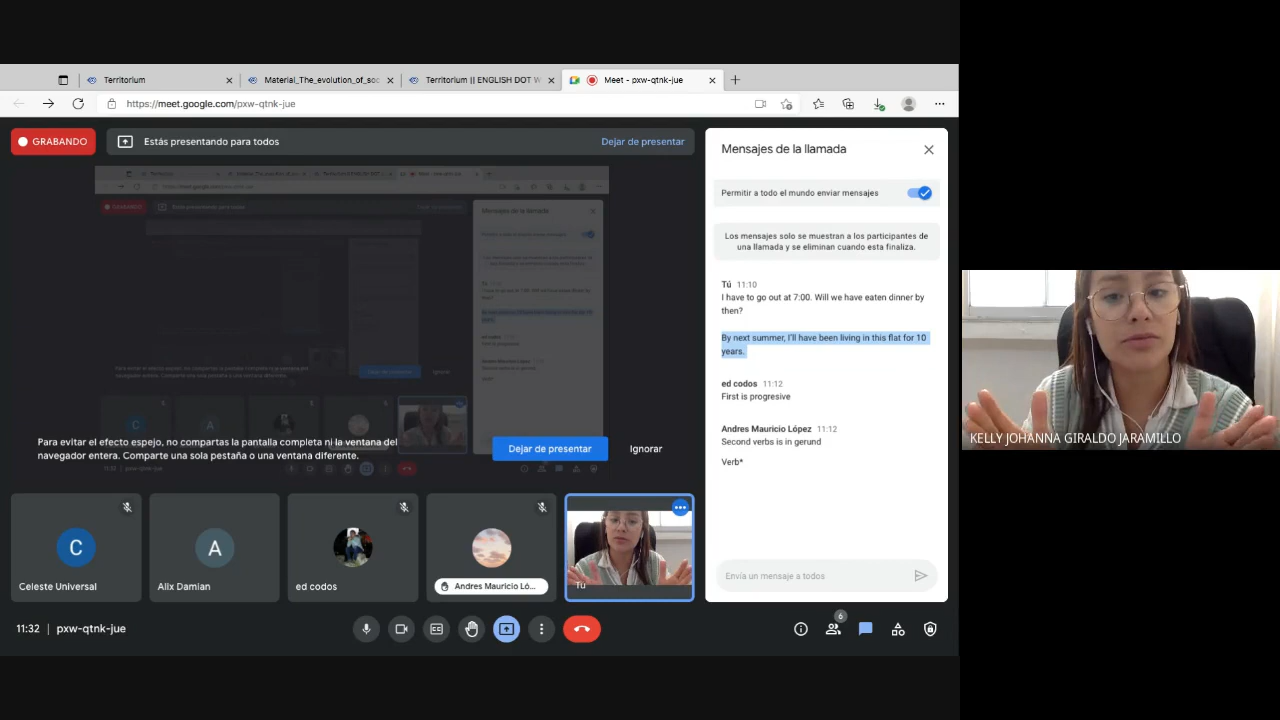 Territorium
Material_The_evolution_of_soc
Territorium || ENGLISH DOT W
Meet - pxw-qtnk-jue
https://meet.google.com/pxw-qtnk-jue
GRABANDO
Estás presentando para todos
Dejar de presentar
Mensajes de la llamada
Permitir a todo el mundo enviar mensajes
Los mensajes solo se muestran a los participantes de
una llamada y se eliminan cuando esta finaliza.
Tú 11:10
I have to go out at 7:00. Will we have eaten dinner by
then?
By next summer, I'll have been living in this flat for 10
years.
ed codos 11:12
First is progresive
Andres Mauricio López 11:12
Second verbs is in gerund
Verb*
Envía un mensaje a todos
Para evitar el efecto espejo, no compartas la pantalla completa ni la ventana del
navegador entera. Comparte una sola pestaña o una ventana diferente.
Dejar de presentar
Ignorar
C
Celeste Universal
A
Alix Damian
ed codos
Andres Mauricio Ló...
Tú
11:32 | pxw-qtnk-jue
6
KELLY JOHANNA GIRALDO JARAMILLO